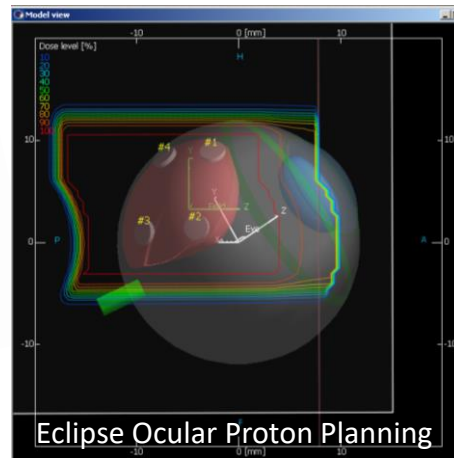 Model view
-10
0 [mm]
10
Dose level [%]
H
10
20
30
40
50
60
70
80
90
100
10
10
#4
#1
Y
Z
Y
Z
#3
#2
Eye
P
0
0
A
-10
-10
Eclipse Ocular Proton Planning